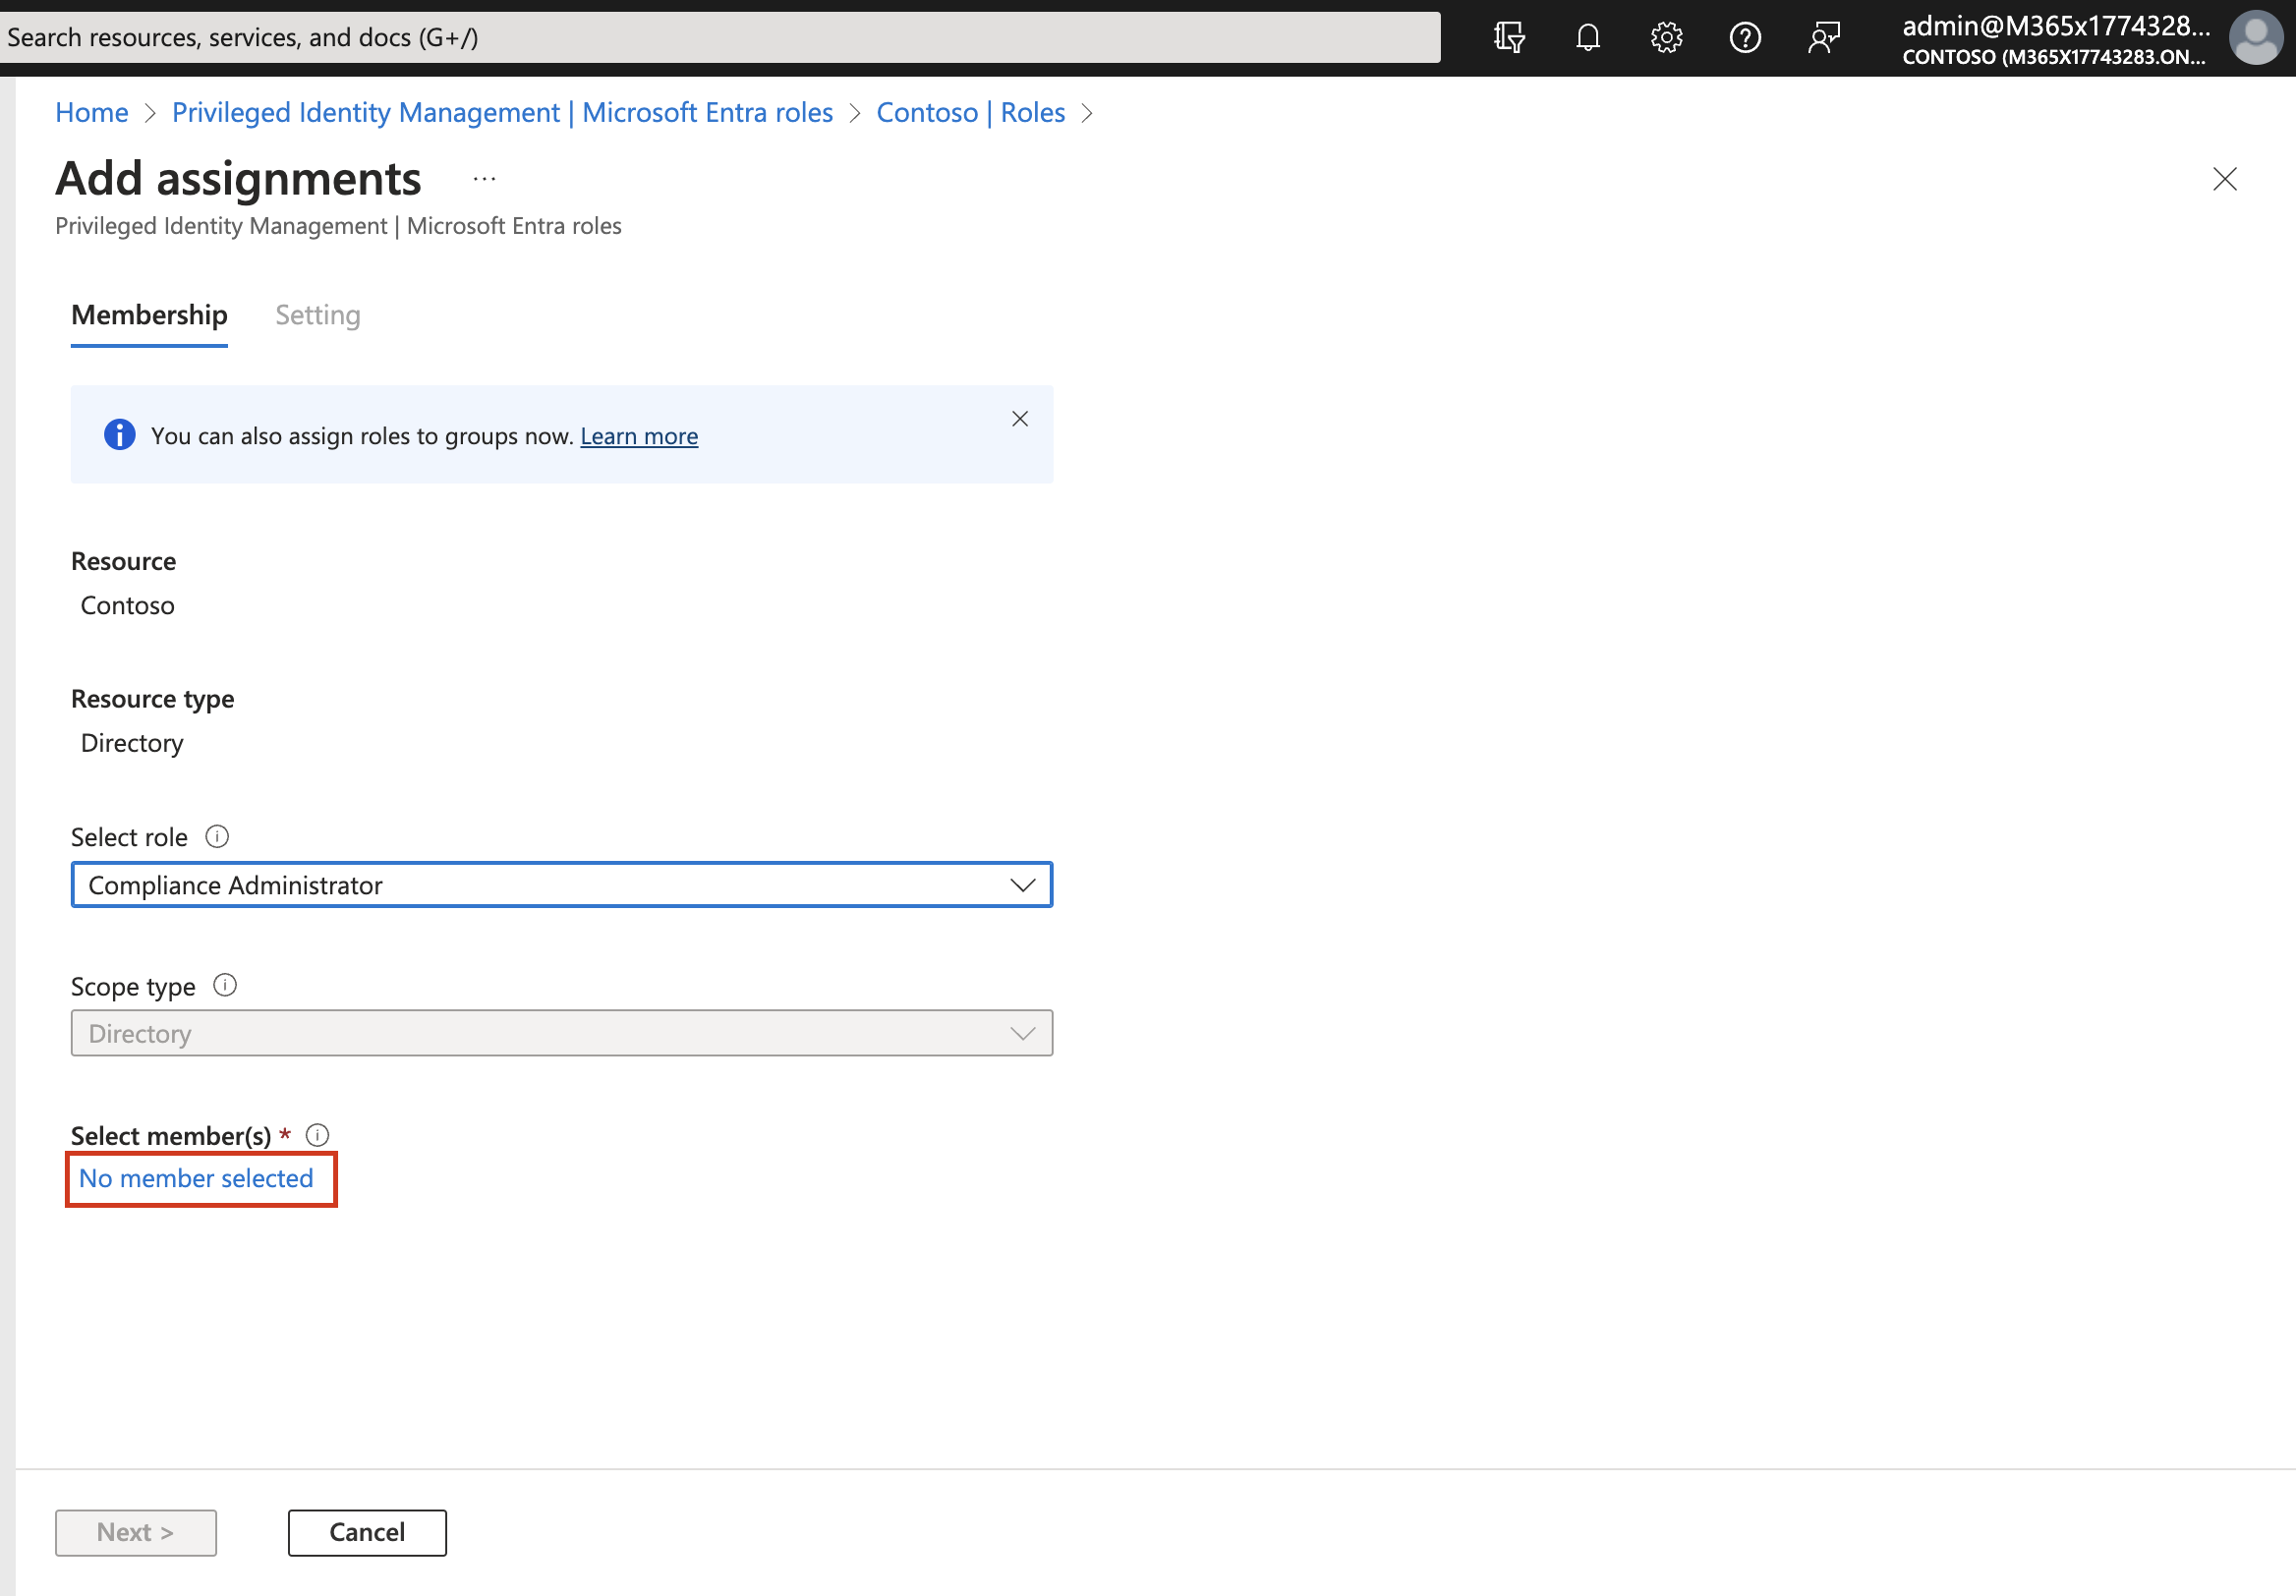 Search resources, services, and docs (G+/)
admin@M365x1774328...
CONTOSO (M365X17743283.ON...
Home > Privileged Identity Management | Microsoft Entra roles > Contoso | Roles >
Add assignments ...
Privileged Identity Management | Microsoft Entra roles
Membership Setting
You can also assign roles to groups now. Learn more
Resource
Contoso
Resource type
Directory
Select role
Compliance Administrator
Scope type
Directory
Select member(s) *
No member selected
Next > Cancel